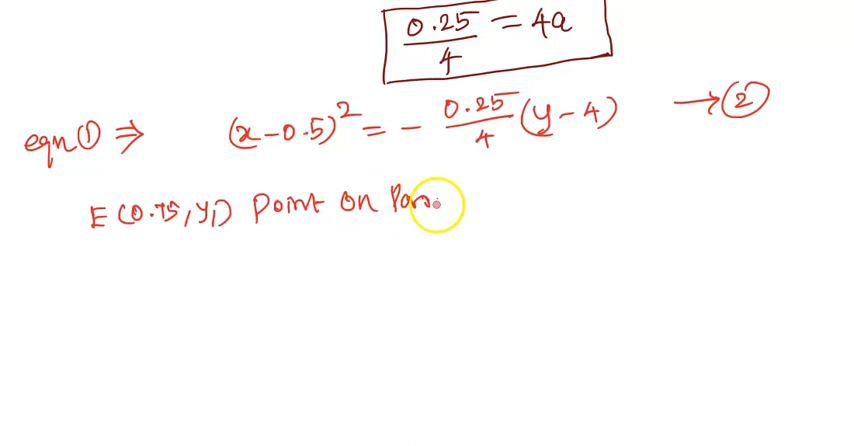 0.25/4 = 4a
eqn ① ⇒ (x-0.5)² = - 0.25/4 (y-4) → ②
E (0.75, y₁) Point on Para